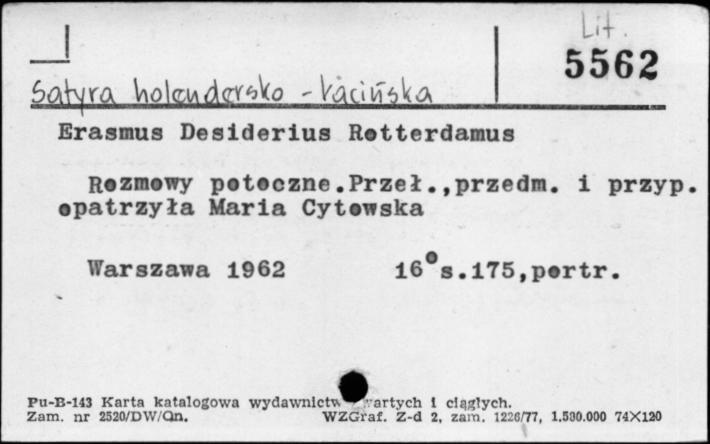 Lit.
5562
Satyra holendersko - łacińska
Erasmus Desiderius Rotterdamus
Rozmowy potoczne.Przeł.,przedm. i przyp.
opatrzyła Maria Cytowska
Warszawa 1962 16°s.175,portr.
Pu-B-143 Karta katalogowa wydawnictw zwartych i ciągłych.
Zam. nr 2520/DW/Qn. WZGraf. Z-d 2, zam. 1226/77, 1.530.000 74X120